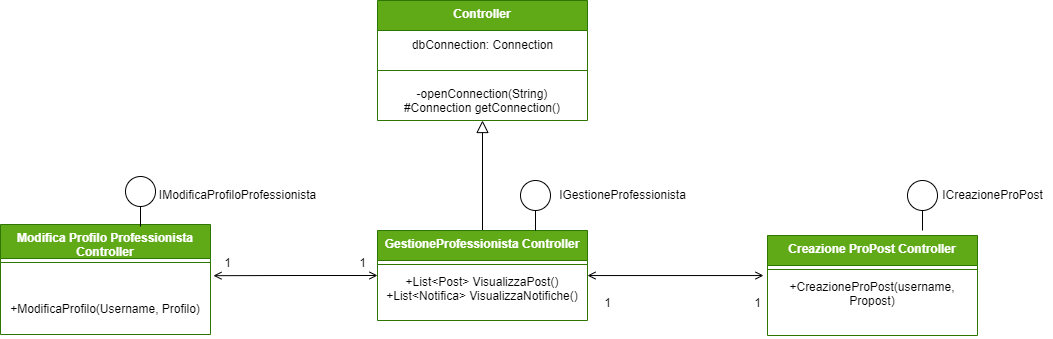 Controller
dbConnection: Connection
-openConnection(String)
#Connection getConnection()
IModificaProfiloProfessionista
IGestioneProfessionista
ICreazioneProPost
Modifica Profilo Professionista
Controller
+ModificaProfilo(Username, Profilo)
1
1
GestioneProfessionista Controller
+List<Post> VisualizzaPost()
+List<Notifica> VisualizzaNotifiche()
1
1
Creazione ProPost Controller
+CreazioneProPost(username,
Propost)